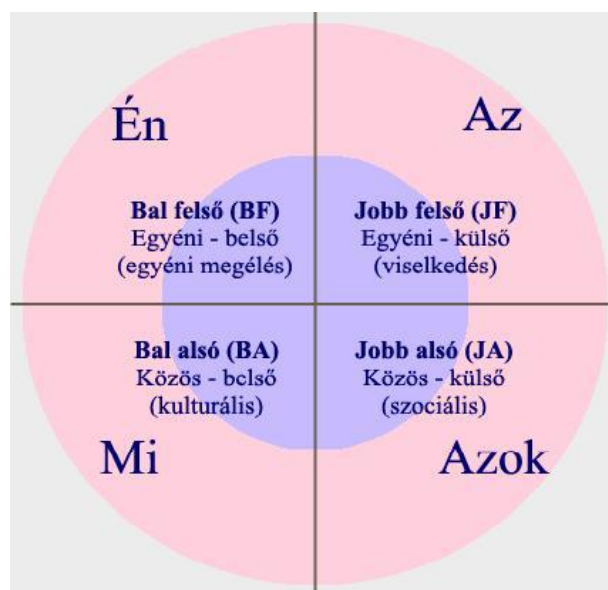 Én
Az
Bal felső (BF)
Egyéni - belső
(egyéni megélés)
Jobb felső (JF)
Egyéni - külső
(viselkedés)
Bal alsó (BA)
Közös - bclső
(kulturális)
Jobb alsó (JA)
Közös - külső
(szociális)
Mi
Azok